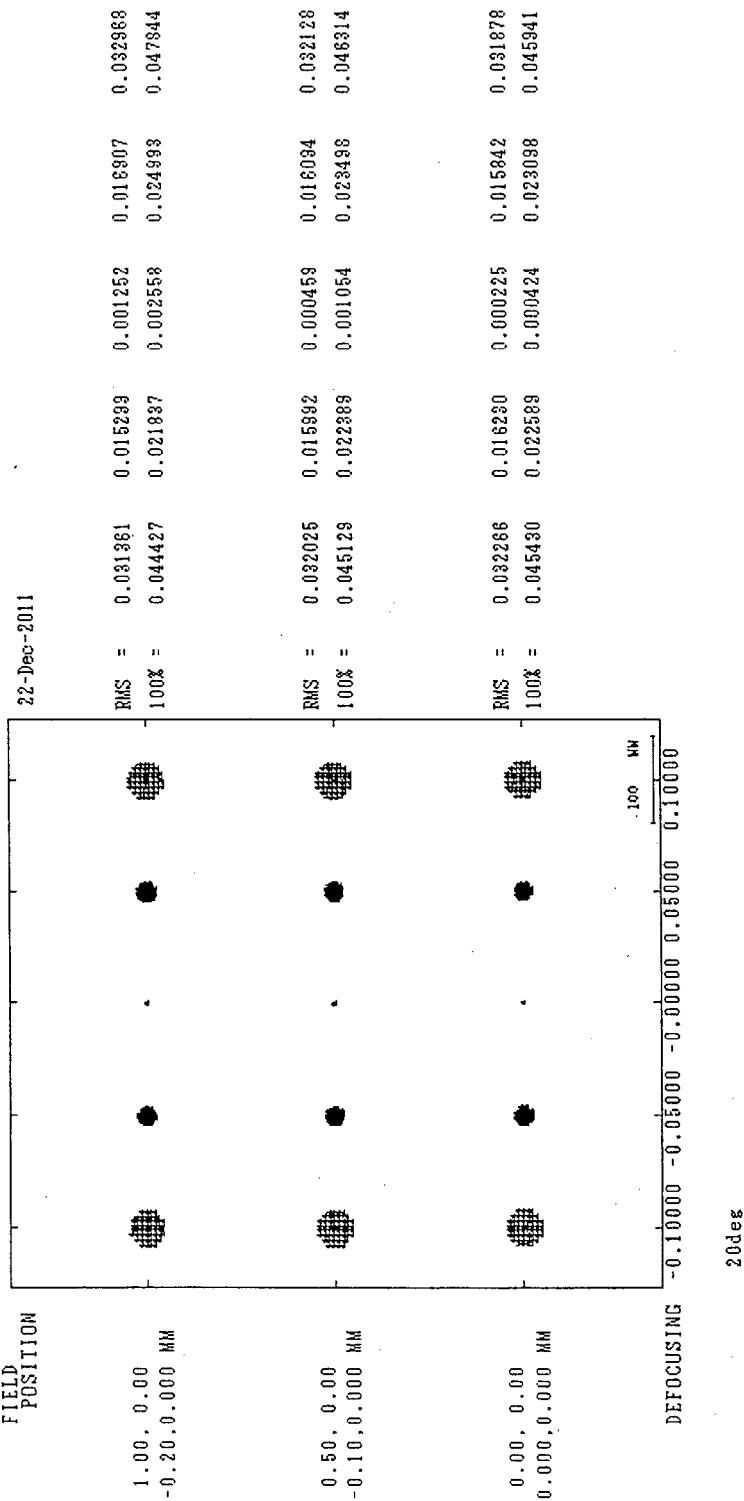 FIELD
POSITION
22-Dec-2011
1.00, 0.00
-0.20,0.000 MM
RMS = 0.031361 0.015299 0.001252 0.016907 0.032968
100% = 0.044427 0.021837 0.002558 0.024993 0.047944
0.50, 0.00
-0.10,0.000 MM
RMS = 0.032025 0.015992 0.000459 0.016094 0.032128
100% = 0.045129 0.022389 0.001054 0.023498 0.046314
0.00, 0.00
0.000,0.000 MM
RMS = 0.032266 0.016230 0.000225 0.015842 0.031878
100% = 0.045430 0.022589 0.000424 0.023098 0.045941
.100 MM
DEFOCUSING -0.10000 -0.05000 -0.00000 0.05000 0.10000
20deg